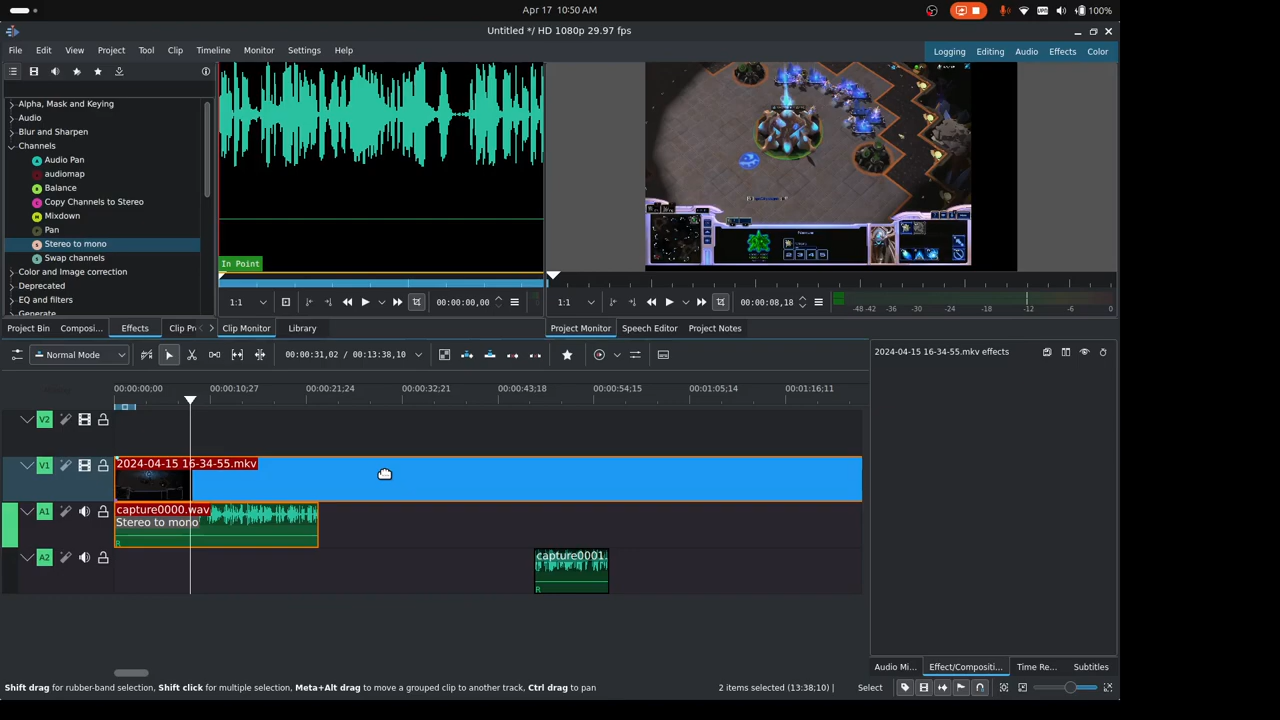 Apr 17 10:50 AM
100%
Untitled */ HD 1080p 29.97 fps
File Edit View Project Tool Clip Timeline Monitor Settings Help
Logging Editing Audio Effects Color
Alpha, Mask and Keying
Audio
Blur and Sharpen
Channels
Audio Pan
audiomap
Balance
Copy Channels to Stereo
Mixdown
Pan
Stereo to mono
Swap channels
Color and Image correction
Deprecated
EQ and filters
Generate
In Point
1:1 00:00:00,00
1:1 00:00:08,18
-48 -42 -36 -30 -24 -18 -12 -6 0
Project Bin Composi... Effects Clip Pr
Clip Monitor Library
Project Monitor Speech Editor Project Notes
Normal Mode 00:00:31,02 / 00:13:38,10
2024-04-15 16-34-55.mkv effects
00:00:00;00 00:00:10;27 00:00:21;24 00:00:32;21 00:00:43;18 00:00:54;15 00:01:05;14 00:01:16;11
V2
V1
2024-04-15 16-34-55.mkv
A1
capture0000.wav
Stereo to mono
R
A2
capture0001.
R
Audio Mi... Effect/Compositi... Time Re... Subtitles
Shift drag for rubber-band selection, Shift click for multiple selection, Meta+Alt drag to move a grouped clip to another track, Ctrl drag to pan
2 items selected (13:38;10) | Select